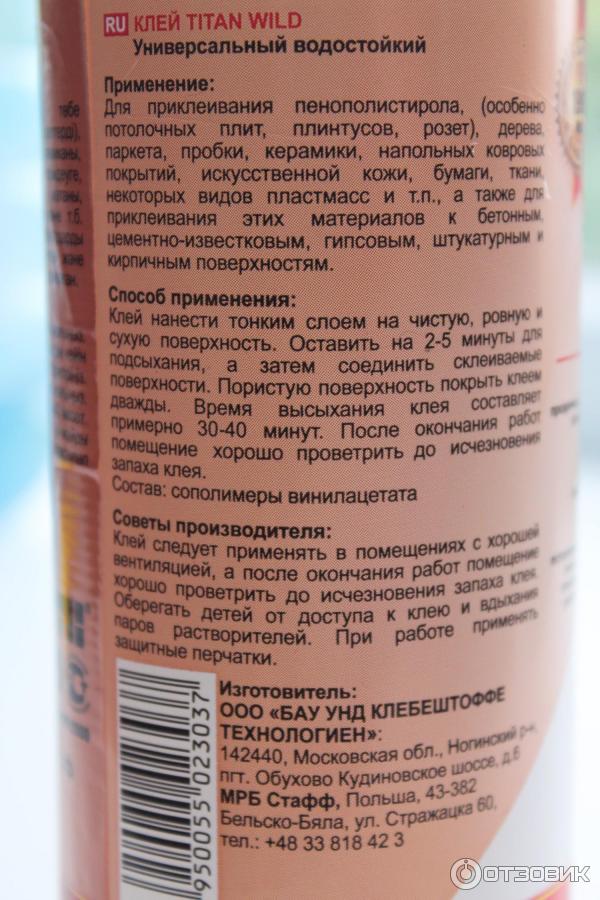 RU КЛЕЙ TITAN WILD
Универсальный водостойкий
Применение:
Для приклеивания пенополистирола, (особенно
потолочных плит, плинтусов, розет), дерева,
паркета, пробки, керамики, напольных ковровых
покрытий, искусственной кожи, бумаги, ткани,
некоторых видов пластмасс и т.п., а также для
приклеивания этих материалов к бетонным,
цементно-известковым, гипсовым, штукатурным и
кирпичным поверхностям.
Способ применения:
Клей нанести тонким слоем на чистую, ровную и
сухую поверхность. Оставить на 2-5 минуты для
подсыхания, а затем соединить склеиваемые
поверхности. Пористую поверхность покрыть клеем
дважды. Время высыхания клея составляет
примерно 30-40 минут. После окончания работ
помещение хорошо проветрить до исчезновения
запаха клея.
Состав: сополимеры винилацетата
Советы производителя:
Клей следует применять в помещениях с хорошей
вентиляцией, а после окончания работ помещение
хорошо проветрить до исчезновения запаха клея.
Оберегать детей от доступа к клею и вдыхания
паров растворителей. При работе применять
защитные перчатки.
Изготовитель:
ООО «БАУ УНД КЛЕБЕШТОФФЕ
ТЕХНОЛОГИЕН»:
142440, Московская обл., Ногинский р-н,
пгт. Обухово Кудиновское шоссе, д.6
МРБ Стафф, Польша, 43-382
Бельско-Бяла, ул. Стражацка 60,
тел.: +48 33 818 42 3
950055 023037
тебе
т.б.
және
ОТЗОВИК